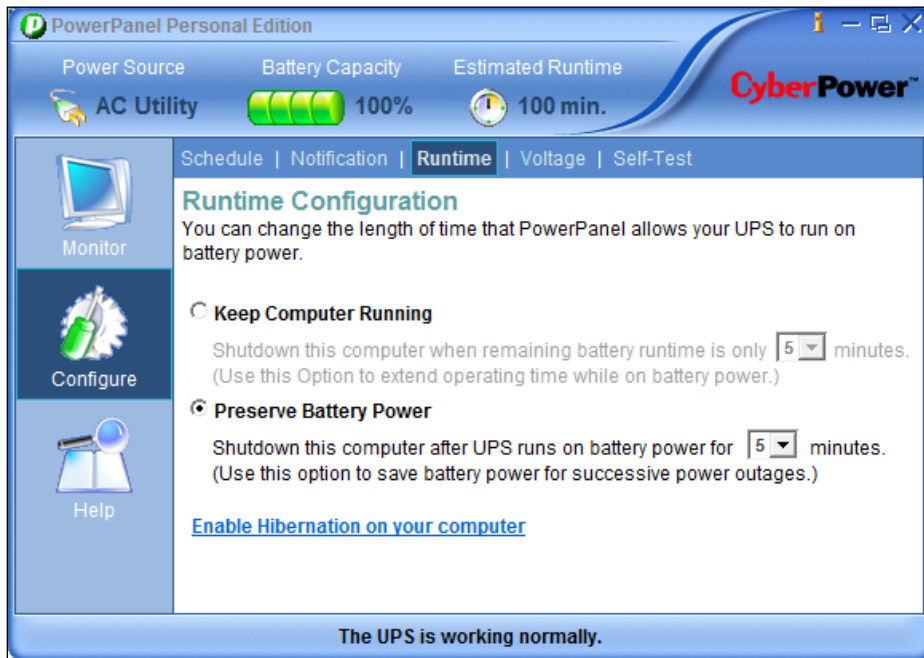 PowerPanel Personal Edition
Power Source
Battery Capacity
Estimated Runtime
AC Utility
100%
100 min.
CyberPower™
Schedule | Notification | Runtime | Voltage | Self-Test
Monitor
Configure
Help
Runtime Configuration
You can change the length of time that PowerPanel allows your UPS to run on
battery power.
Keep Computer Running
Shutdown this computer when remaining battery runtime is only 5 minutes.
(Use this Option to extend operating time while on battery power.)
Preserve Battery Power
Shutdown this computer after UPS runs on battery power for 5 minutes.
(Use this option to save battery power for successive power outages.)
Enable Hibernation on your computer
The UPS is working normally.